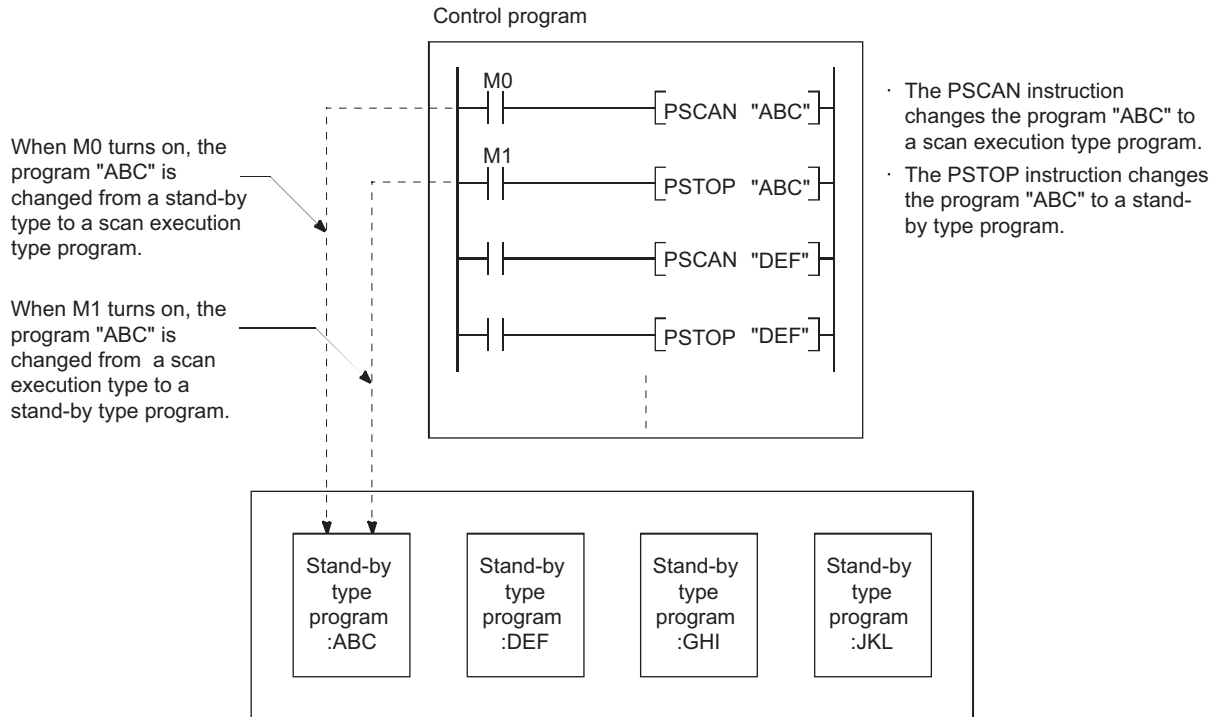 Control program
M0
PSCAN "ABC"
M1
PSTOP "ABC"
PSCAN "DEF"
PSTOP "DEF"
· The PSCAN instruction
changes the program "ABC" to
a scan execution type program.
· The PSTOP instruction changes
the program "ABC" to a stand-
by type program.
When M0 turns on, the
program "ABC" is
changed from a stand-by
type to a scan execution
type program.
When M1 turns on, the
program "ABC" is
changed from  a scan
execution type to a
stand-by type program.
Stand-by
type
program
:ABC
Stand-by
type
program
:DEF
Stand-by
type
program
:GHI
Stand-by
type
program
:JKL